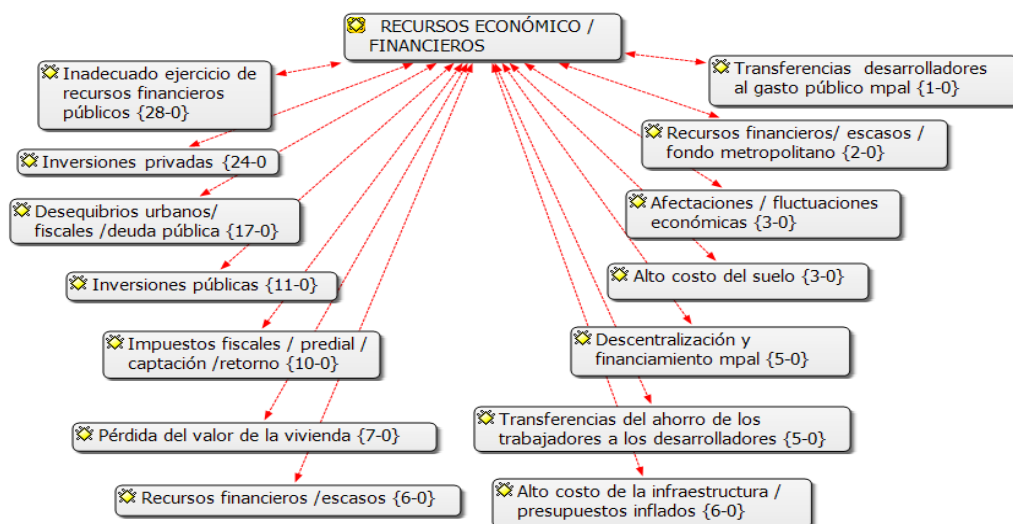 RECURSOS ECONÓMICO /
FINANCIEROS
Inadecuado ejercicio de
recursos financieros
públicos {28-0}
Inversiones privadas {24-0
Desequibrios urbanos/
fiscales /deuda pública {17-0}
Inversiones públicas {11-0}
Impuestos fiscales / predial /
captación /retorno {10-0}
Pérdida del valor de la vivienda {7-0}
Recursos financieros /escasos {6-0}
Transferencias desarrolladores
al gasto público mpal {1-0}
Recursos financieros/ escasos /
fondo metropolitano {2-0}
Afectaciones / fluctuaciones
económicas {3-0}
Alto costo del suelo {3-0}
Descentralización y
financiamiento mpal {5-0}
Transferencias del ahorro de los
trabajadores a los desarrolladores {5-0}
Alto costo de la infraestructura /
presupuestos inflados {6-0}